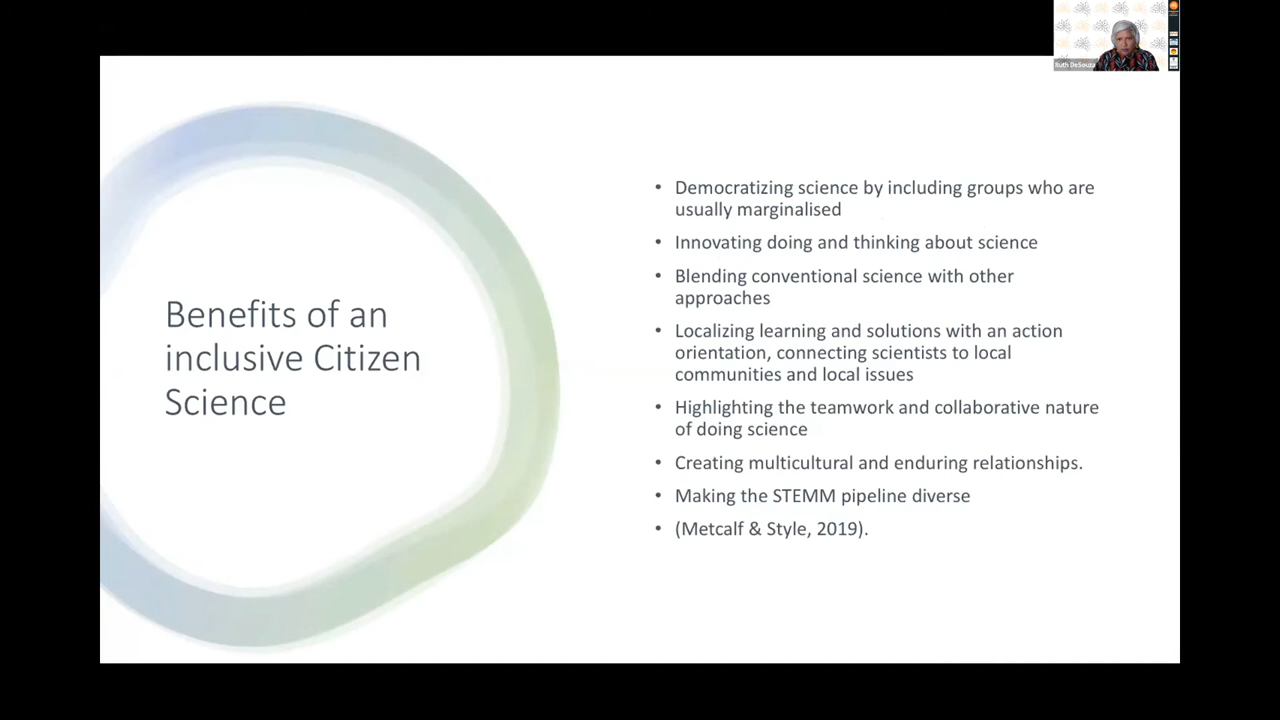 Ruth DeSouza
Benefits of an
inclusive Citizen
Science
• Democratizing science by including groups who are
usually marginalised
• Innovating doing and thinking about science
• Blending conventional science with other
approaches
• Localizing learning and solutions with an action
orientation, connecting scientists to local
communities and local issues
• Highlighting the teamwork and collaborative nature
of doing science
• Creating multicultural and enduring relationships.
• Making the STEMM pipeline diverse
• (Metcalf & Style, 2019).